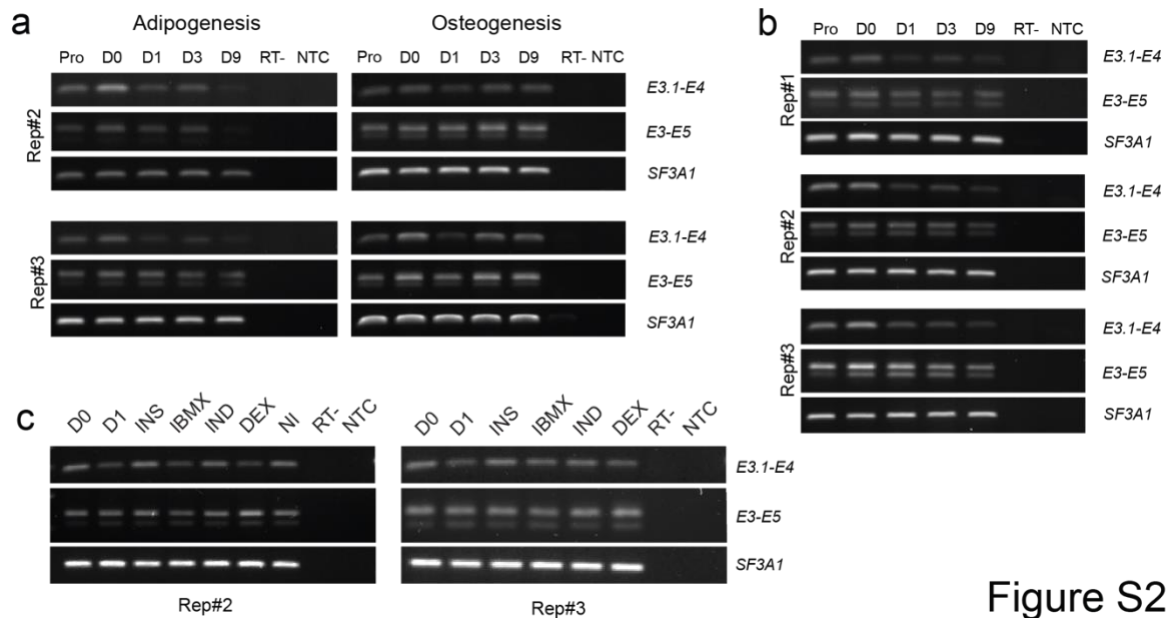 a
Adipogenesis
Osteogenesis
Pro D0 D1 D3 D9 RT- NTC
Pro D0 D1 D3 D9 RT- NTC
Rep#2
E3.1-E4
E3-E5
SF3A1
Rep#3
E3.1-E4
E3-E5
SF3A1
b
Pro D0 D1 D3 D9 RT- NTC
Rep#1
E3.1-E4
E3-E5
SF3A1
Rep#2
E3.1-E4
E3-E5
SF3A1
Rep#3
E3.1-E4
E3-E5
SF3A1
c
D0 D1 INS IBMX IND DEX NI RT- NTC
D0 D1 INS IBMX IND DEX RT- NTC
E3.1-E4
E3-E5
SF3A1
Rep#2
Rep#3
Figure S2